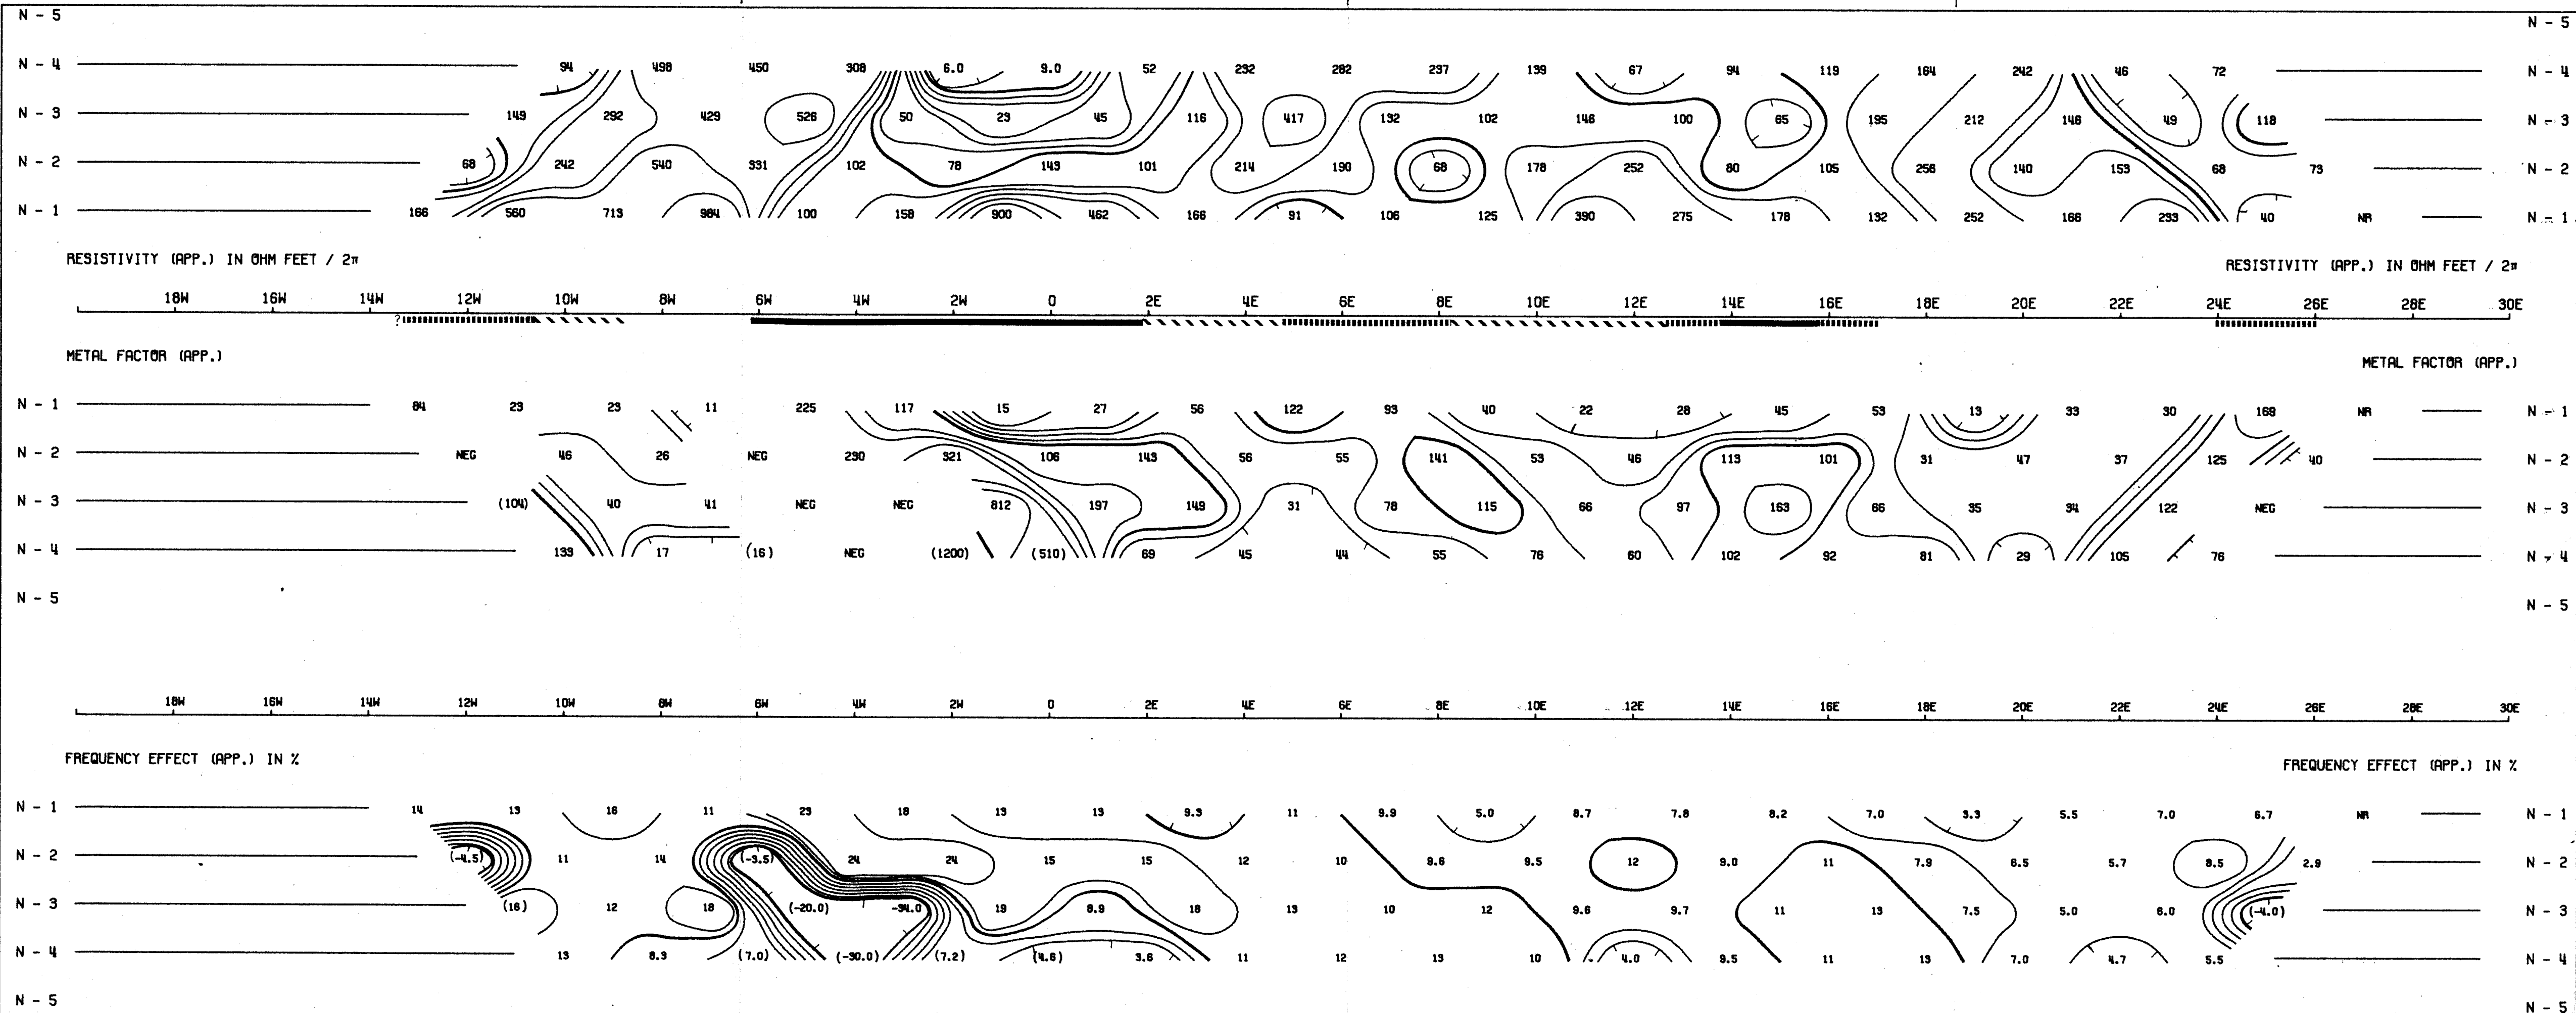 N - 5 N - 5
N - 4 94 498 450 308 6.0 9.0 52 232 282 237 139 67 94 119 164 242 46 72 N - 4
N - 3 149 292 429 526 50 23 45 116 417 132 102 146 100 65 195 212 146 49 118 N - 3
N - 2 68 242 540 331 102 78 143 101 214 190 68 178 252 80 105 256 140 153 68 73 N - 2
N - 1 166 560 713 984 100 158 900 462 166 91 106 125 390 275 178 132 252 166 293 40 NR N - 1
RESISTIVITY (APP.) IN OHM FEET / 2π RESISTIVITY (APP.) IN OHM FEET / 2π
18W 16W 14W 12W 10W 8W 6W 4W 2W 0 2E 4E 6E 8E 10E 12E 14E 16E 18E 20E 22E 24E 26E 28E 30E
?
METAL FACTOR (APP.) METAL FACTOR (APP.)
N - 1 84 23 23 11 225 117 15 27 56 122 93 40 22 28 45 53 13 33 30 169 NR N - 1
N - 2 NEG 46 26 NEG 230 321 106 143 56 55 141 53 46 113 101 31 47 37 125 40 N - 2
N - 3 (104) 40 41 NEG NEG 812 197 149 31 78 115 66 97 163 66 35 34 122 NEG N - 3
N - 4 133 17 (16) NEG (1200) (510) 69 45 44 55 76 60 102 92 81 29 105 76 N - 4
N - 5 N - 5
18W 16W 14W 12W 10W 8W 6W 4W 2W 0 2E 4E 6E 8E 10E 12E 14E 16E 18E 20E 22E 24E 26E 28E 30E
FREQUENCY EFFECT (APP.) IN % FREQUENCY EFFECT (APP.) IN %
N - 1 14 13 16 11 23 18 13 13 9.3 11 9.9 5.0 8.7 7.8 8.2 7.0 3.3 5.5 7.0 6.7 NR N - 1
N - 2 (-4.5) 11 14 (-3.5) 24 24 15 15 12 10 9.6 9.5 12 9.0 11 7.9 6.5 5.7 8.5 2.9 N - 2
N - 3 (16) 12 18 (-20.0) -34.0 19 8.9 18 13 10 12 9.6 9.7 11 13 7.5 5.0 6.0 (-4.0) N - 3
N - 4 13 8.3 (7.0) (-30.0) (7.2) (4.6) 3.6 11 12 13 10 4.0 9.5 11 13 7.0 4.7 5.5 N - 4
N - 5 N - 5